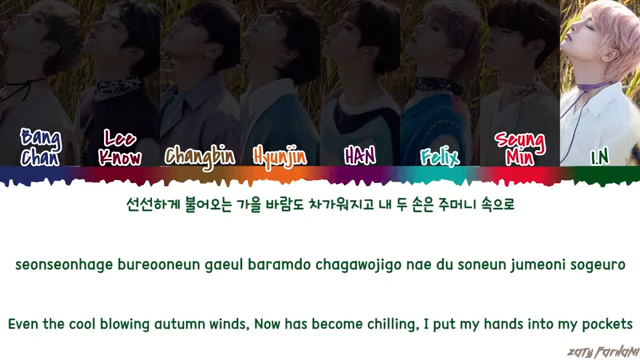 Bang Chan
Lee Know
Changbin
Hyunjin
HAN
Felix
Seung Min
I.N
선선하게 불어오는 가을 바람도 차가워지고 내 두 손은 주머니 속으로
seonseonhage bureooneun gaeul baramdo chagawojigo nae du soneun jumeoni sogeuro
Even the cool blowing autumn winds, Now has become chilling, I put my hands into my pockets
Zaty Farhani